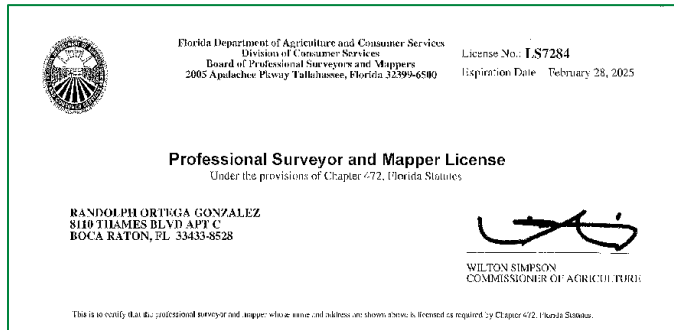 Florida Department of Agriculture and Consumer Services
Division of Consumer Services
Board of Professional Surveyors and Mappers
2005 Apalachee Pkway Tallahassee, Florida 32399-6500
License No.: LS7284
Expiration Date February 28, 2025
Professional Surveyor and Mapper License
Under the provisions of Chapter 472, Florida Statutes
RANDOLPH ORTEGA GONZALEZ
8110 THAMES BLVD APT C
BOCA RATON, FL 33433-8528
WILTON SIMPSON
COMMISSIONER OF AGRICULTURE
This is to certify that the professional surveyor and mapper whose name and address are shown above is licensed as required by Chapter 472, Florida Statutes.